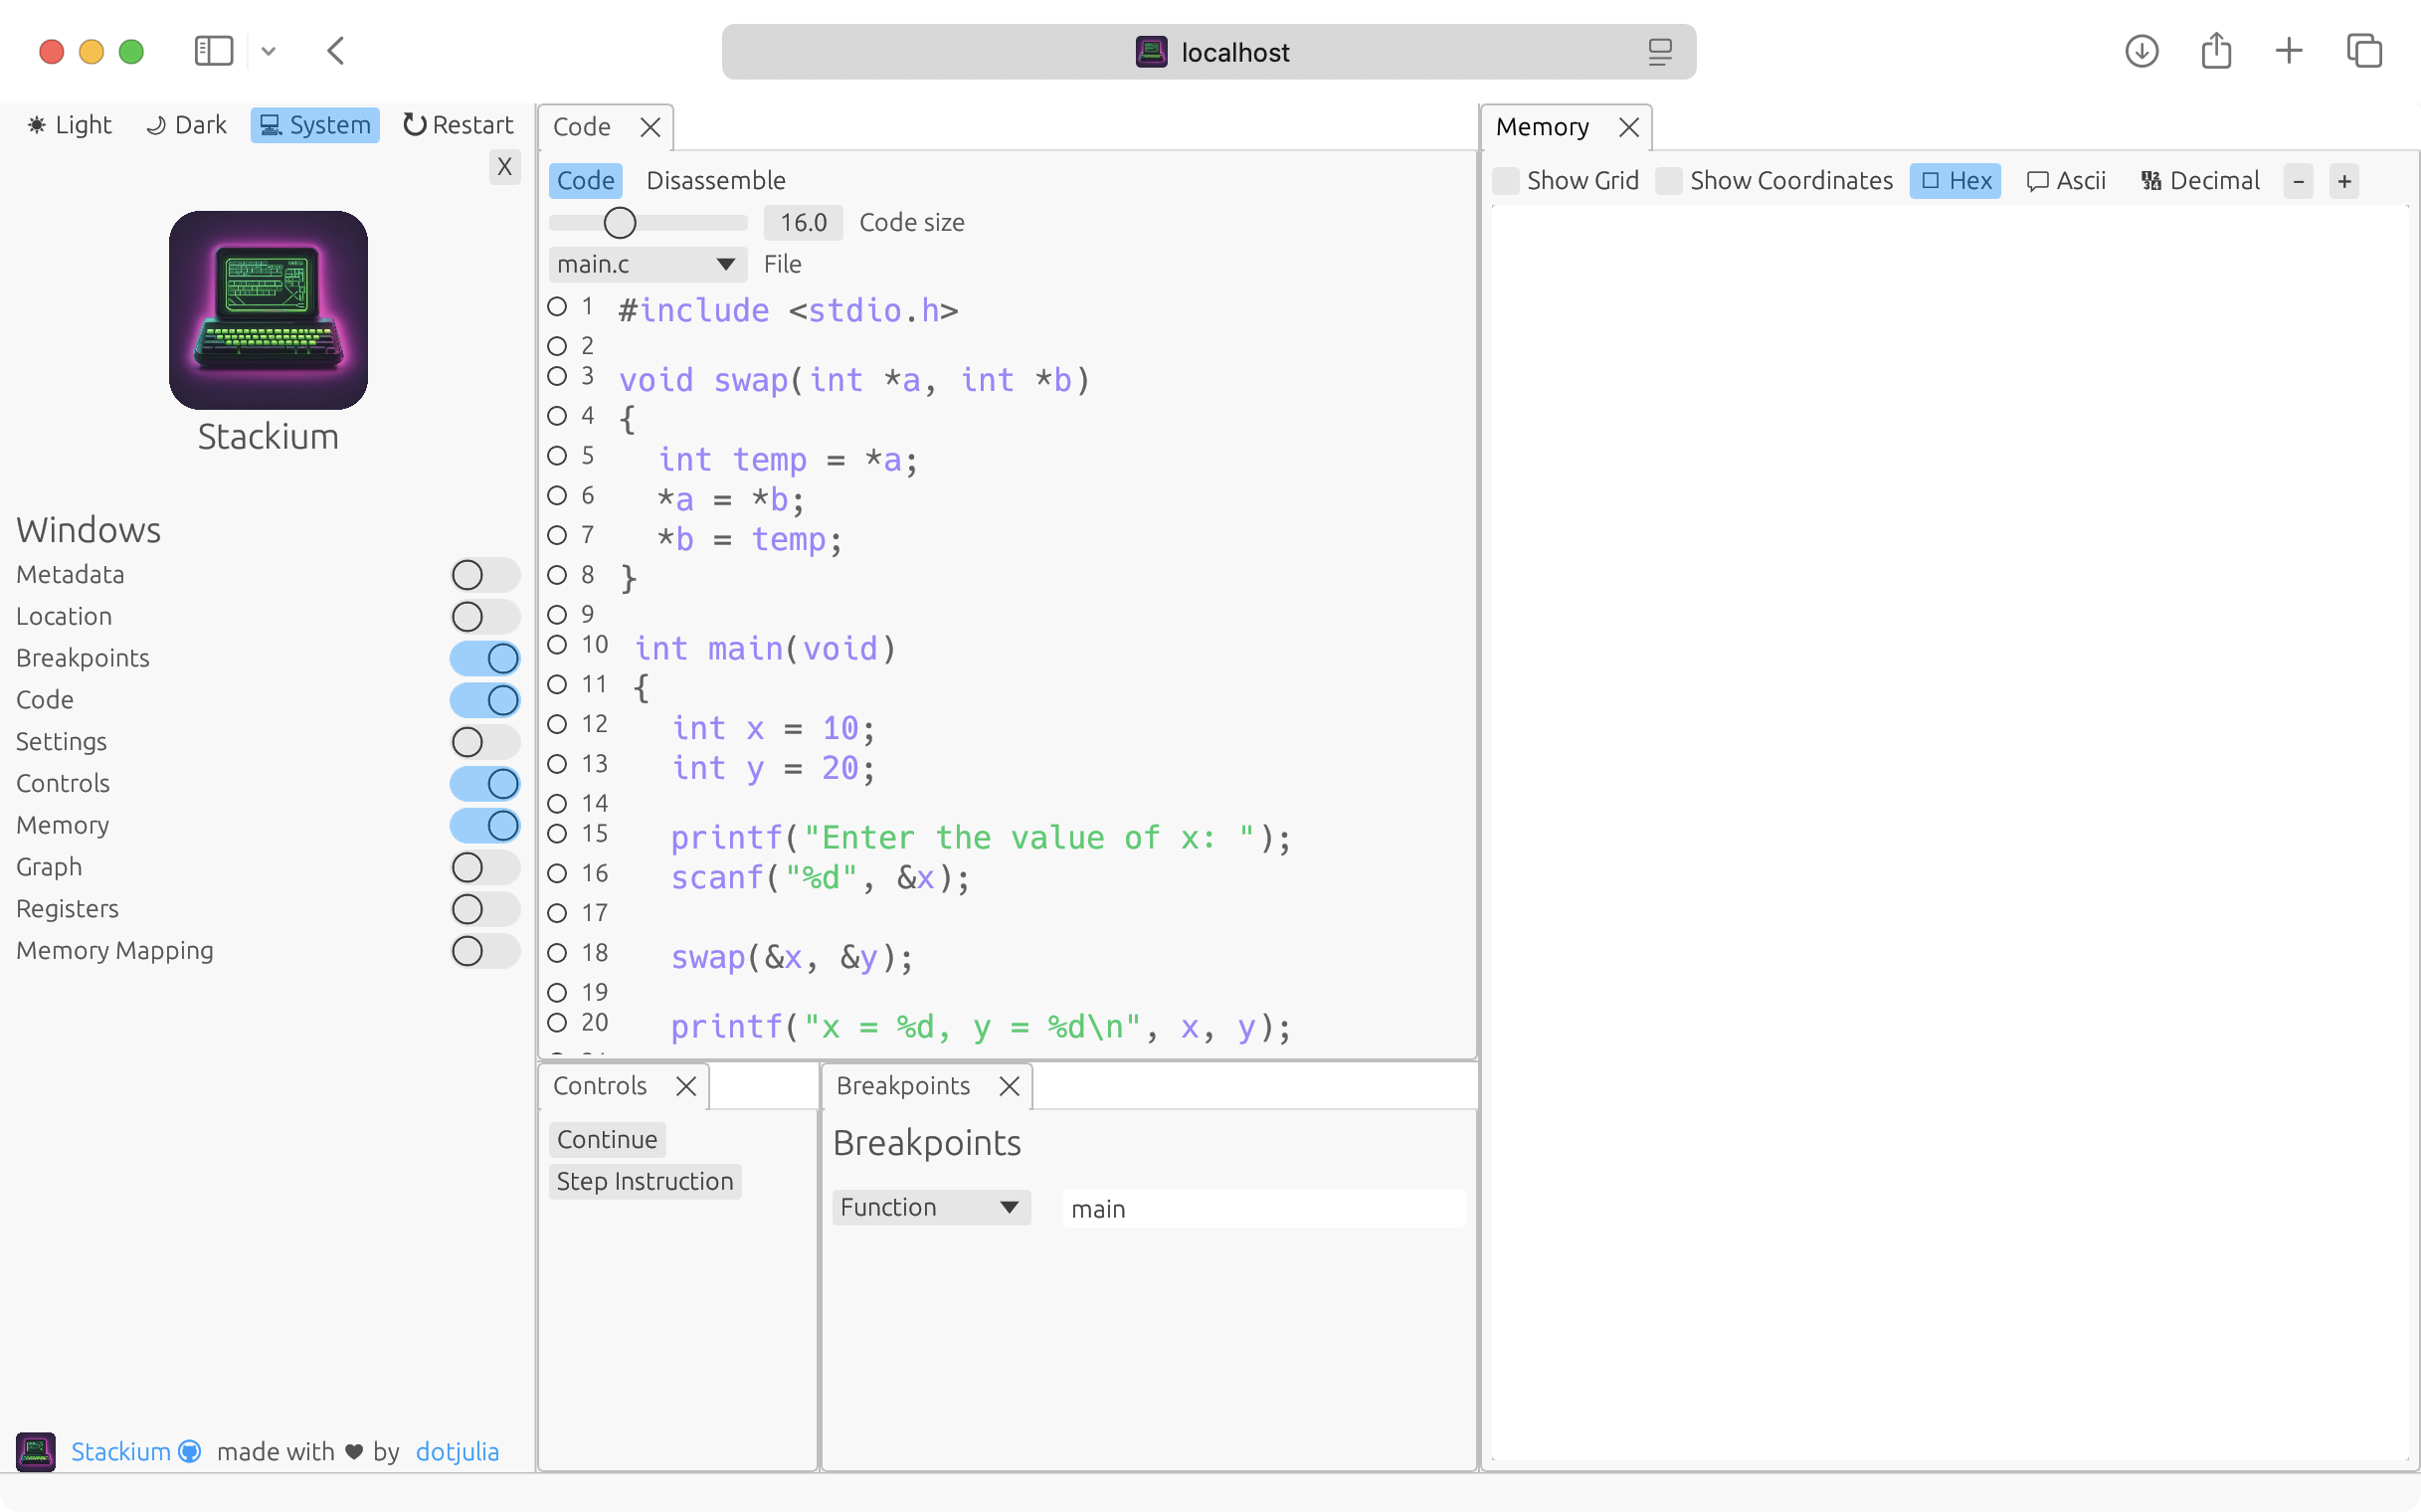 localhost
Light Dark System Restart
X
Stackium
Windows
Metadata
Location
Breakpoints
Code
Settings
Controls
Memory
Graph
Registers
Memory Mapping
Stackium made with ♥ by dotjulia
Code
Code Disassemble
16.0 Code size
main.c File
1 #include <stdio.h>
2
3 void swap(int *a, int *b)
4 {
5 int temp = *a;
6 *a = *b;
7 *b = temp;
8 }
9
10 int main(void)
11 {
12 int x = 10;
13 int y = 20;
14
15 printf("Enter the value of x: ");
16 scanf("%d", &x);
17
18 swap(&x, &y);
19
20 printf("x = %d, y = %d\n", x, y);
Controls
Continue
Step Instruction
Breakpoints
Breakpoints
Function main
Memory
Show Grid Show Coordinates Hex Ascii Decimal - +